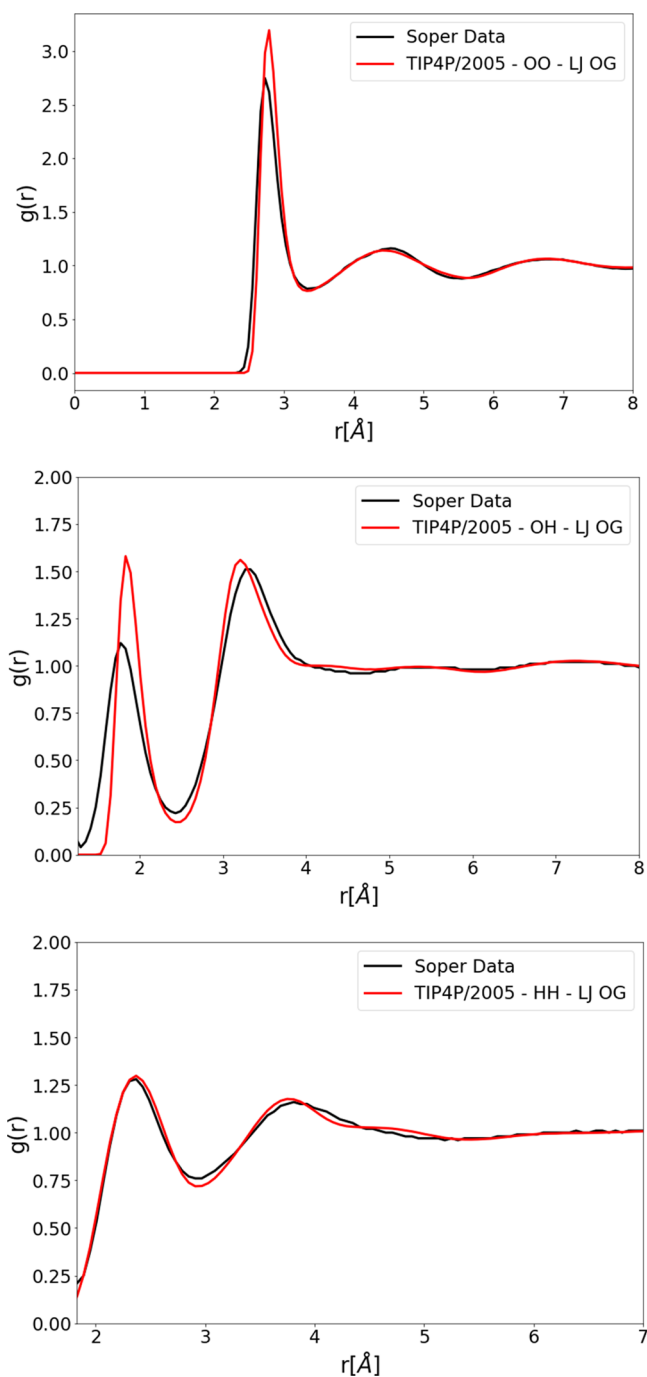 Soper Data
TIP4P/2005 - OO - LJ OG
g(r)
3.0
2.5
2.0
1.5
1.0
0.5
0.0
0 1 2 3 4 5 6 7 8
r[Å]
2.00
Soper Data
TIP4P/2005 - OH - LJ OG
1.75
1.50
1.25
g(r)
1.00
0.75
0.50
0.25
0.00
2 3 4 5 6 7 8
r[Å]
2.00
Soper Data
TIP4P/2005 - HH - LJ OG
1.75
1.50
1.25
g(r)
1.00
0.75
0.50
0.25
0.00
2 3 4 5 6 7
r[Å]